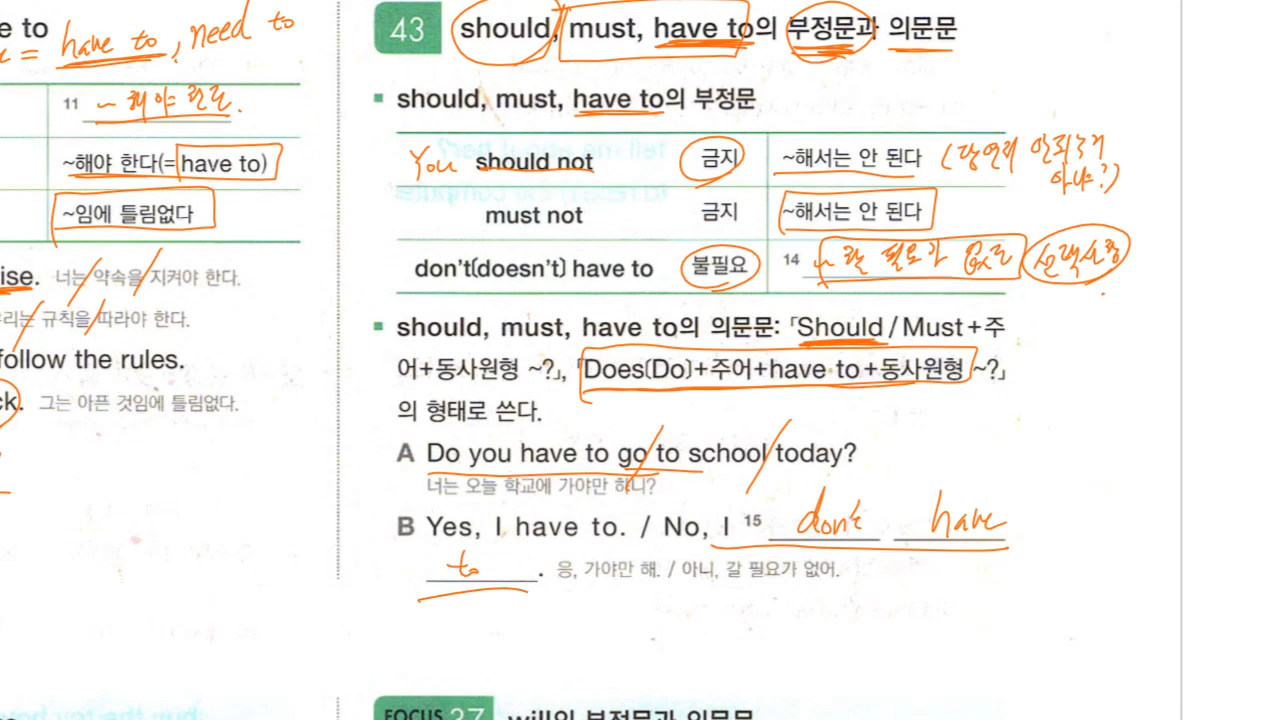 e to
= have to, need to
11 ~ 해야 한다.
~해야 한다(=have to)
~임에 틀림없다
ise. 너는 약속을 지켜야 한다.
리는 규칙을 따라야 한다.
follow the rules.
ck. 그는 아픈 것임에 틀림없다.
43 should, must, have to의 부정문과 의문문
should, must, have to의 부정문
You should not 금지 ~해서는 안 된다 (당연히 안되는거 아냐?)
must not 금지 ~해서는 안 된다
don't(doesn't) have to 불필요 14 ~ 할 필요가 없다 선택사항
should, must, have to의 의문문: 「Should / Must+주
어+동사원형 ~?」, 「Does(Do)+주어+have to+동사원형 ~?」
의 형태로 쓴다.
A Do you have to go to school today?
너는 오늘 학교에 가야만 하니?
B Yes, I have to. / No, I 15 don't have
to . 응, 가야만 해. / 아니, 갈 필요가 없어.
FOCUS 37 will의 부정문과 의문문